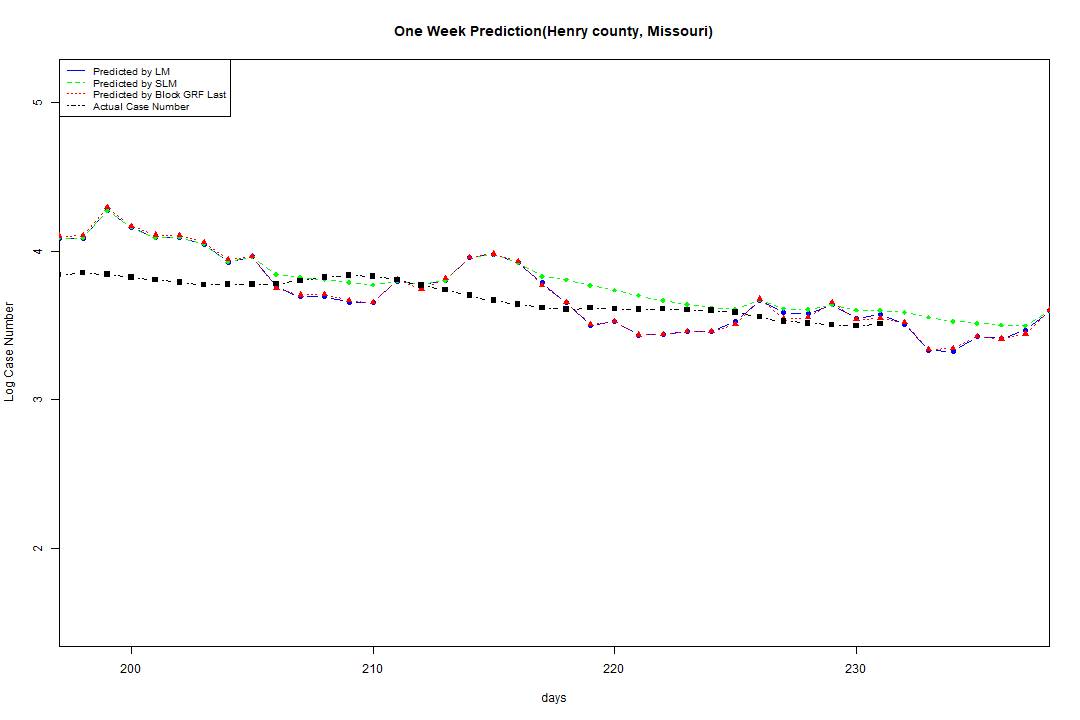 One Week Prediction(Henry county, Missouri)
Predicted by LM
Predicted by SLM
Predicted by Block GRF Last
Actual Case Number
5
4
3
2
Log Case Number
200 210 220 230
days